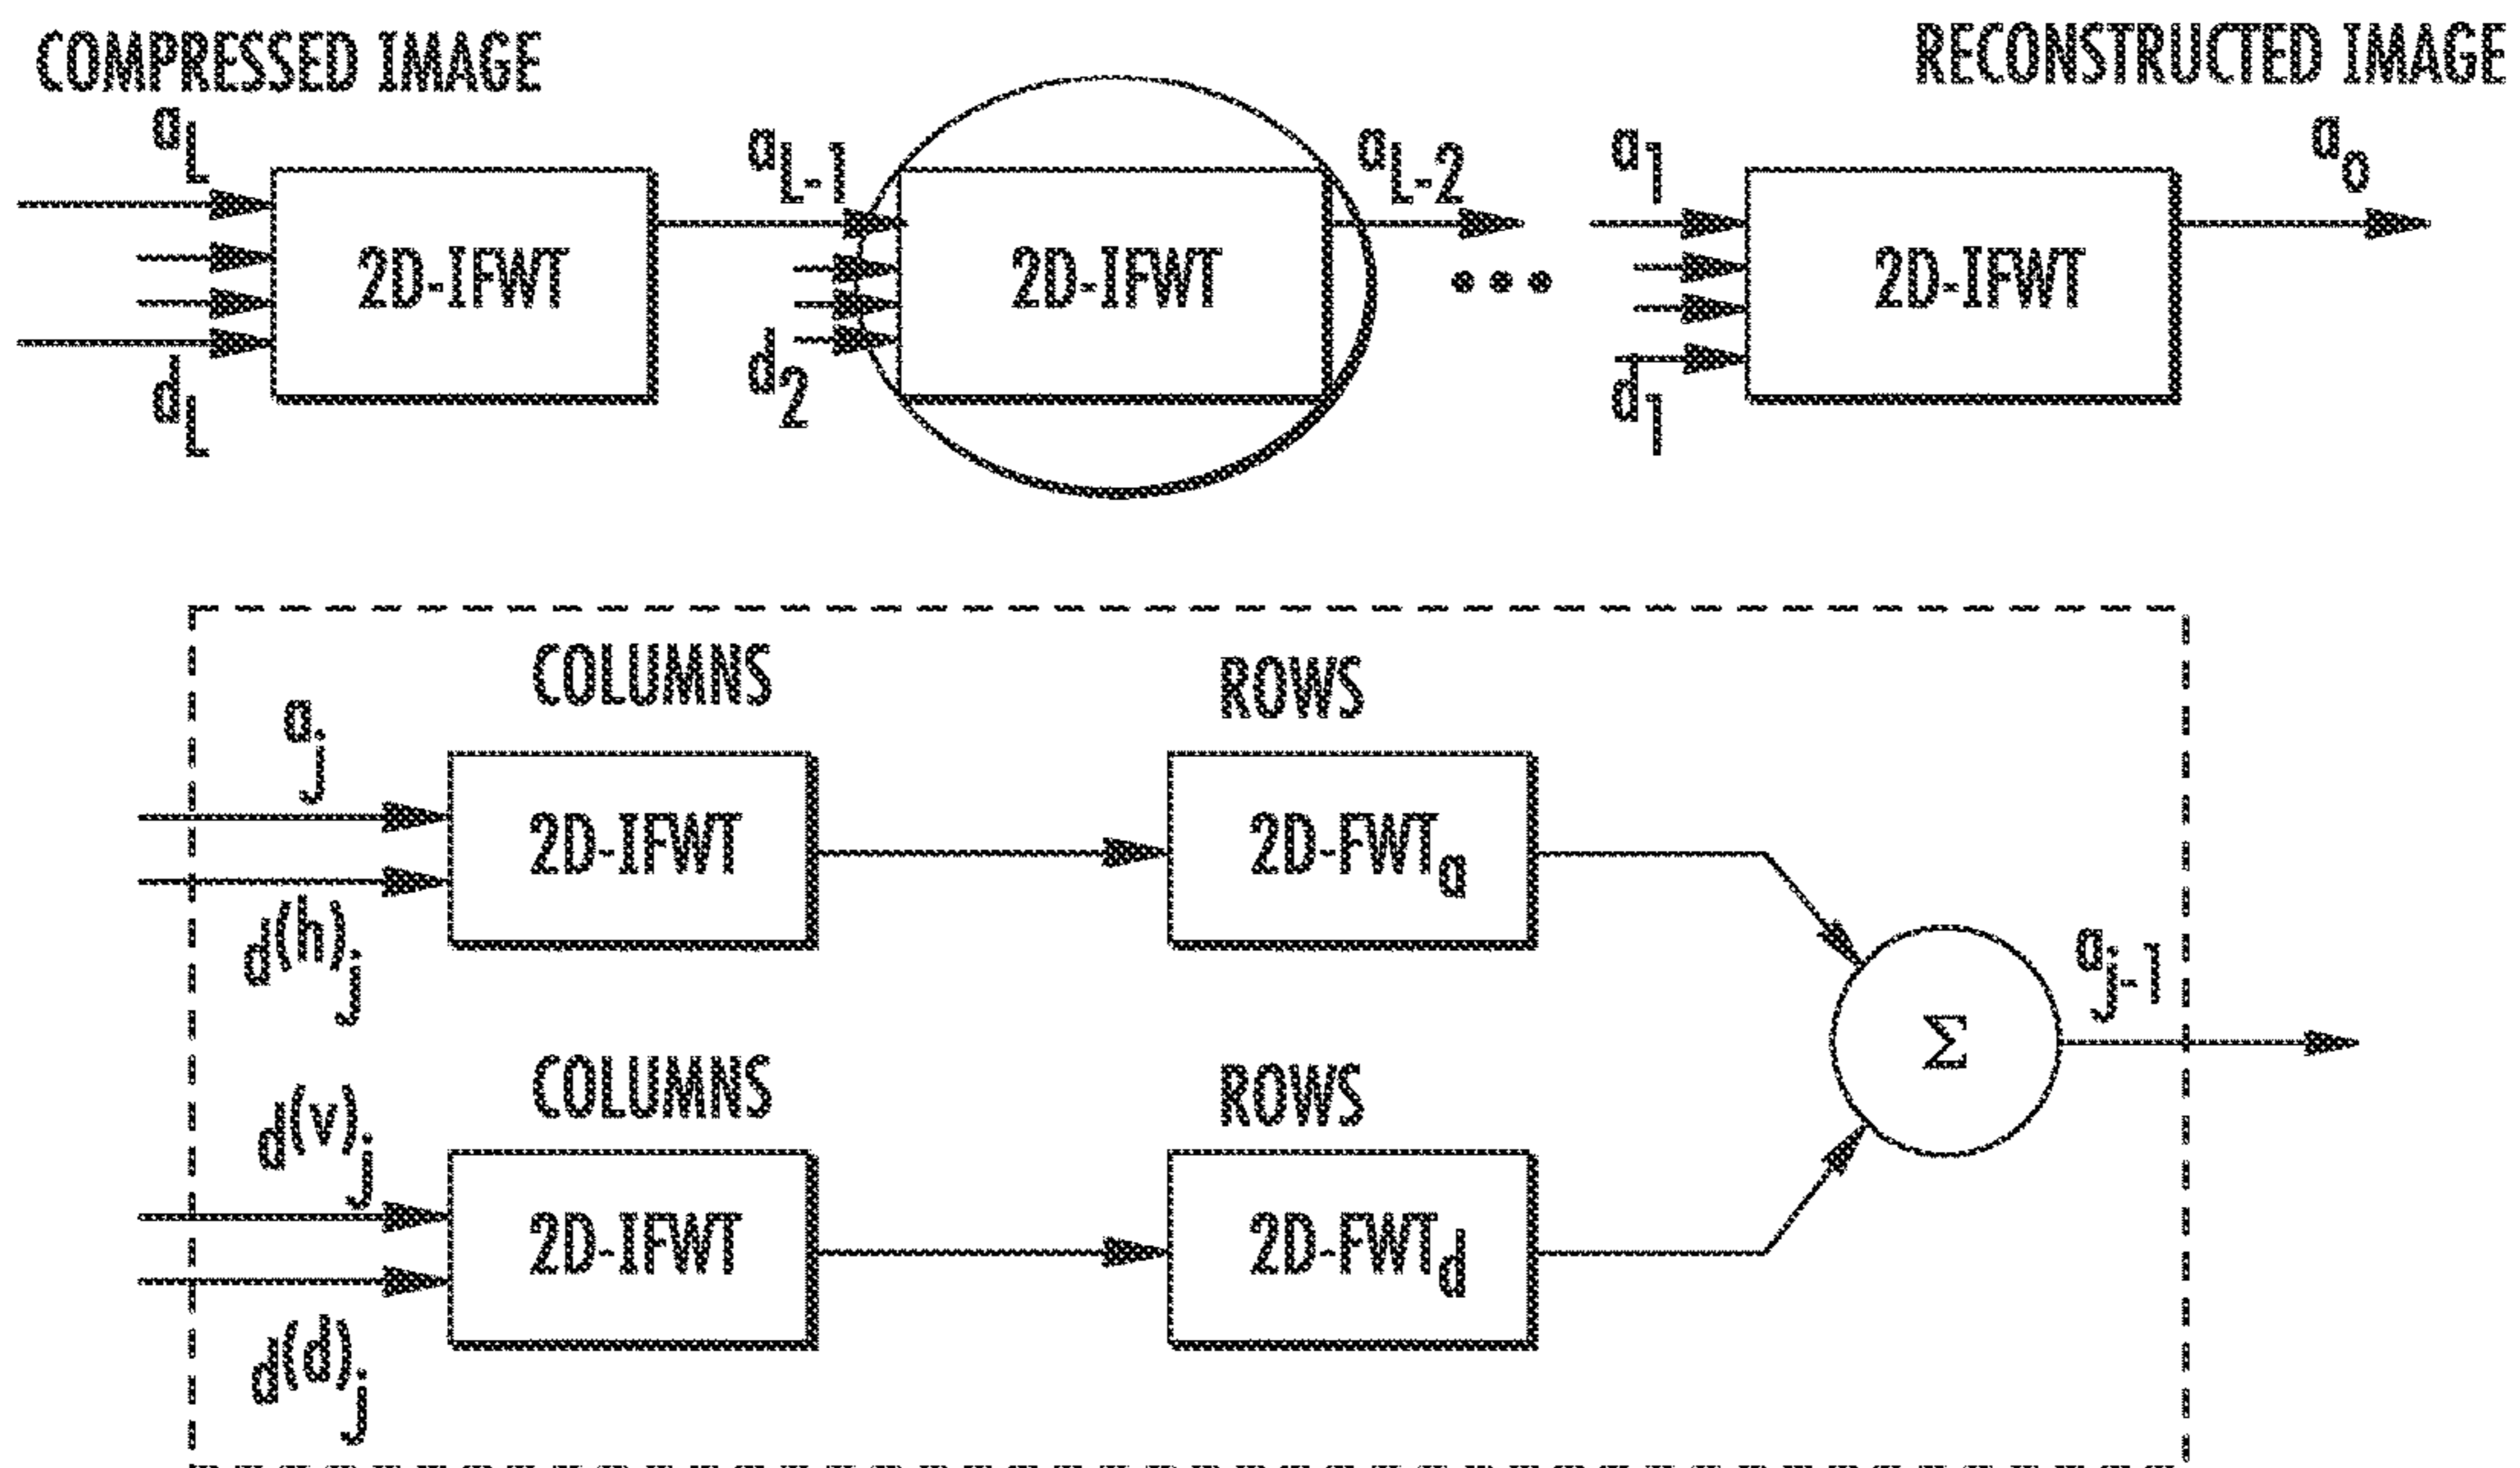 COMPRESSED IMAGE
RECONSTRUCTED IMAGE
aL
aL-1
aL-2
a1
ao
2D-IFWT
2D-IFWT
•••
2D-IFWT
dL
d2
d1
COLUMNS
ROWS
aj
2D-IFWT
2D-FWTa
d(h)j
aj-1
Σ
COLUMNS
ROWS
d(v)j
2D-IFWT
2D-FWTd
d(d)j